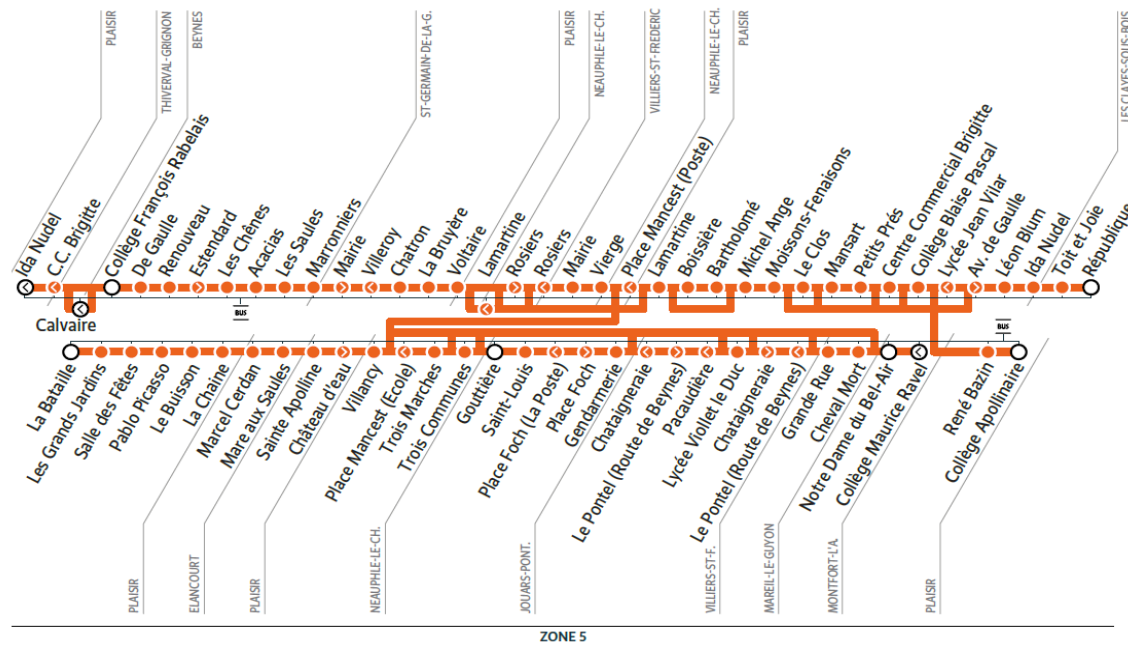 PLAISIR
THIVERVAL-GRIGNON
BEYNES
ST-GERMAIN-DE-LA-G.
PLAISIR
NEAUPHLE-LE-CH.
VILLIERS-ST-FREDERIC
NEAUPHLE-LE-CH.
PLAISIR
LES CLAYES-SOUS-BOIS
Ida Nudel
C.C. Brigitte
Collège François Rabelais
De Gaulle
Renouveau
Estendard
Les Chênes
Acacias
Les Saules
Marronniers
Mairie
Villeroy
Chatron
La Bruyère
Voltaire
Lamartine
Rosiers
Rosiers
Mairie
Vierge
Place Mancest (Poste)
Lamartine
Boissière
Bartholomé
Michel Ange
Moissons-Fenaisons
Le Clos
Mansart
Petits Prés
Centre Commercial Brigitte
Collège Blaise Pascal
Lycée Jean Vilar
Av. de Gaulle
Léon Blum
Ida Nudel
Toit et Joie
République
Calvaire
BUS
BUS
La Bataille
Les Grands Jardins
Salle des Fêtes
Pablo Picasso
Le Buisson
La Chaine
Marcel Cerdan
Mare aux Saules
Sainte Apolline
Château d'eau
Villancy
Place Mancest (Ecole)
Trois Marches
Trois Communes
Gouttière
Saint-Louis
Place Foch (La Poste)
Place Foch
Gendarmerie
Chataigneraie
Le Pontel (Route de Beynes)
Pacaudière
Lycée Viollet le Duc
Chataigneraie
Le Pontel (Route de Beynes)
Grande Rue
Cheval Mort
Notre Dame du Bel-Air
Collège Maurice Ravel
René Bazin
Collège Apollinaire
PLAISIR
ELANCOURT
PLAISIR
NEAUPHLE-LE-CH.
JOUARS-PONT.
VILLIERS-ST-F.
MAREIL-LE-GUYON
MONTFORT-L'A.
PLAISIR
ZONE 5